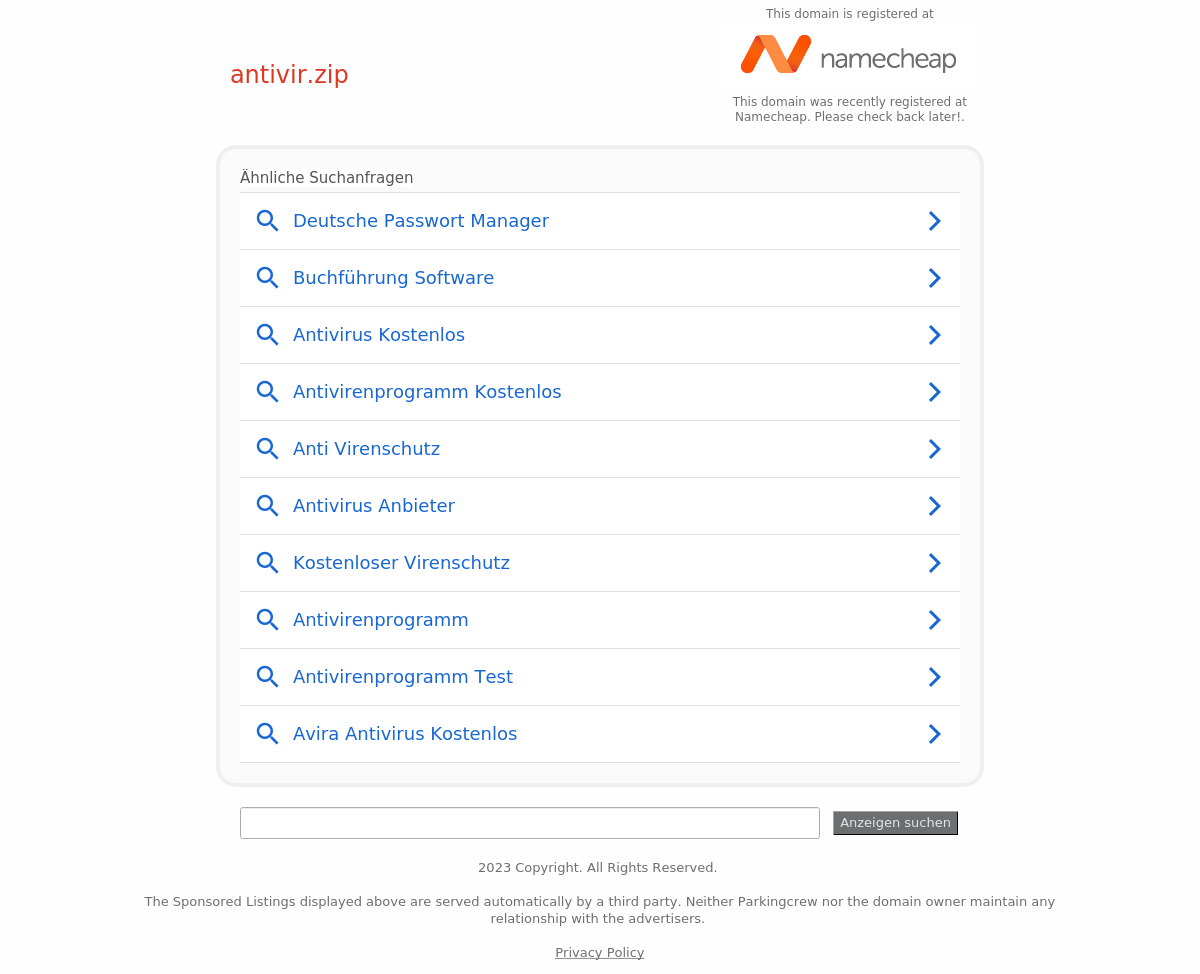 This domain is registered at
namecheap
antivir.zip
This domain was recently registered at
Namecheap. Please check back later!.
Ähnliche Suchanfragen
Deutsche Passwort Manager
Buchführung Software
Antivirus Kostenlos
Antivirenprogramm Kostenlos
Anti Virenschutz
Antivirus Anbieter
Kostenloser Virenschutz
Antivirenprogramm
Antivirenprogramm Test
Avira Antivirus Kostenlos
Anzeigen suchen
2023 Copyright. All Rights Reserved.
The Sponsored Listings displayed above are served automatically by a third party. Neither Parkingcrew nor the domain owner maintain any
relationship with the advertisers.
Privacy Policy